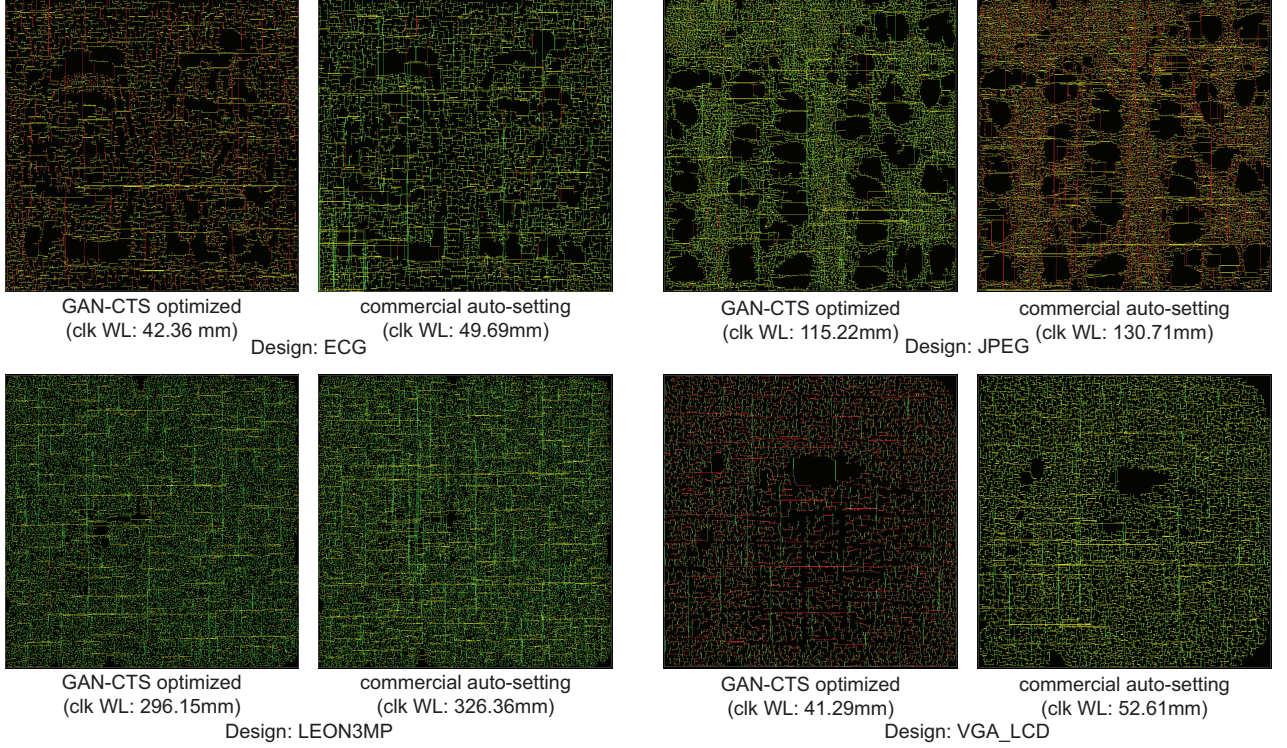 GAN-CTS optimized
(clk WL: 42.36 mm)
commercial auto-setting
(clk WL: 49.69mm)
Design: ECG
GAN-CTS optimized
(clk WL: 115.22mm)
commercial auto-setting
(clk WL: 130.71mm)
Design: JPEG
GAN-CTS optimized
(clk WL: 296.15mm)
commercial auto-setting
(clk WL: 326.36mm)
Design: LEON3MP
GAN-CTS optimized
(clk WL: 41.29mm)
commercial auto-setting
(clk WL: 52.61mm)
Design: VGA_LCD